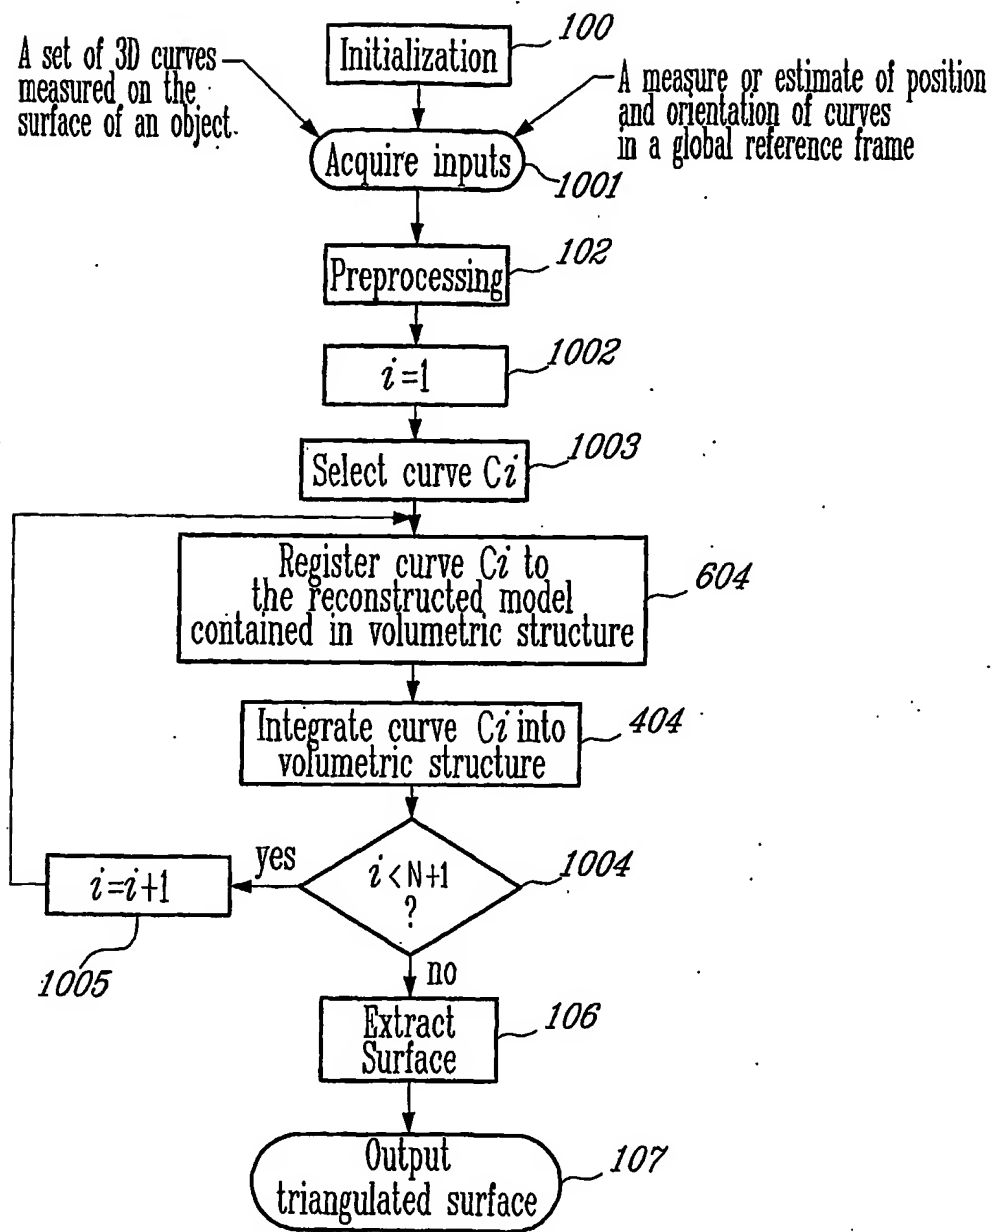 100
Initialization
A set of 3D curves
measured on the
surface of an object.
A measure or estimate of position
and orientation of curves
in a global reference frame
Acquire inputs
1001
102
Preprocessing
1002
i=1
1003
Select curve Ci
Register curve Ci to
the reconstructed model
contained in volumetric structure
604
Integrate curve Ci into
volumetric structure
404
yes
i<N+1
?
1004
i=i+1
1005
no
Extract
Surface
106
Output
triangulated surface
107